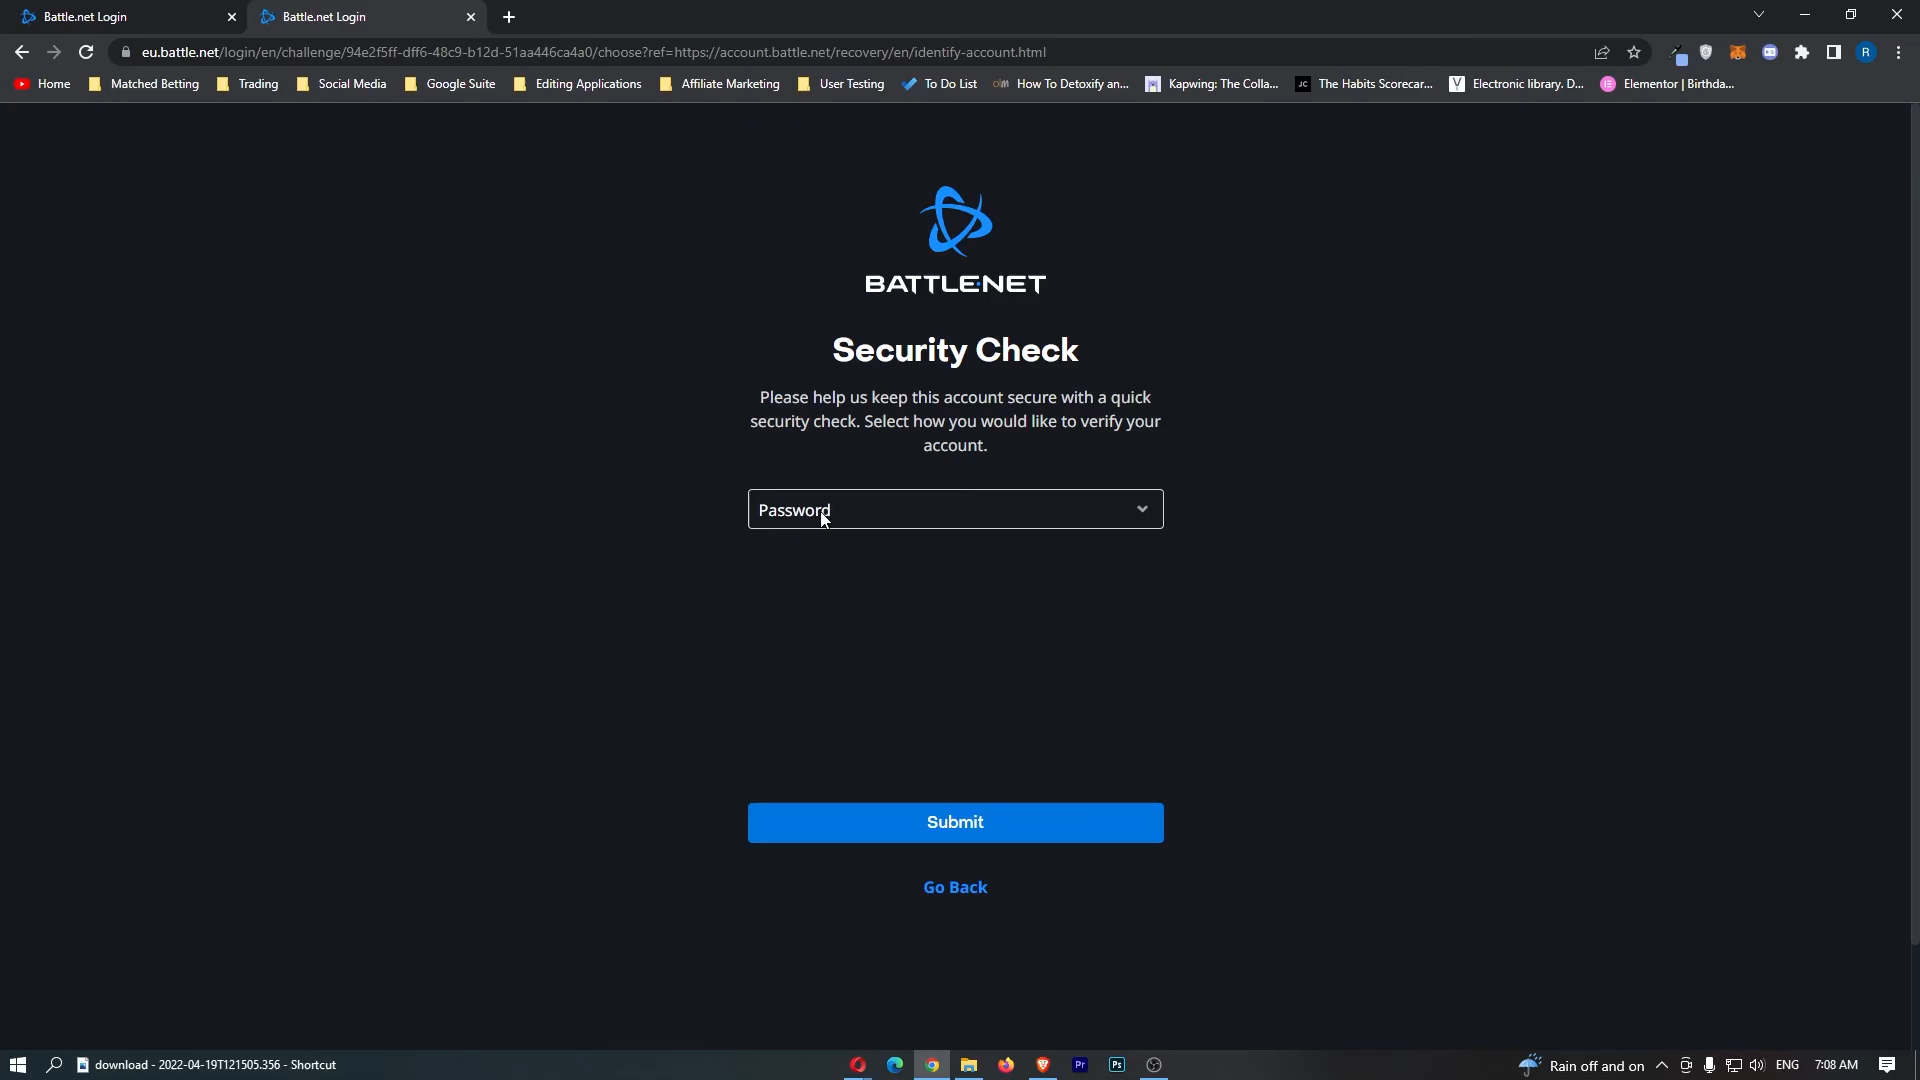 Battle.net Login
Battle.net Login
eu.battle.net/login/en/challenge/94e2f5ff-dff6-48c9-b12d-51aa446ca4a0/choose?ref=https://account.battle.net/recovery/en/identify-account.html
R
Home
Matched Betting
Trading
Social Media
Google Suite
Editing Applications
Affiliate Marketing
User Testing
To Do List
How To Detoxify an...
Kapwing: The Colla...
JC The Habits Scorecar...
Electronic library. D...
Elementor | Birthda...
BATTLE.NET
Security Check
Please help us keep this account secure with a quick
security check. Select how you would like to verify your
account.
Password
Submit
Go Back
download - 2022-04-19T121505.356 - Shortcut
Pr
Ps
Rain off and on
ENG
7:08 AM